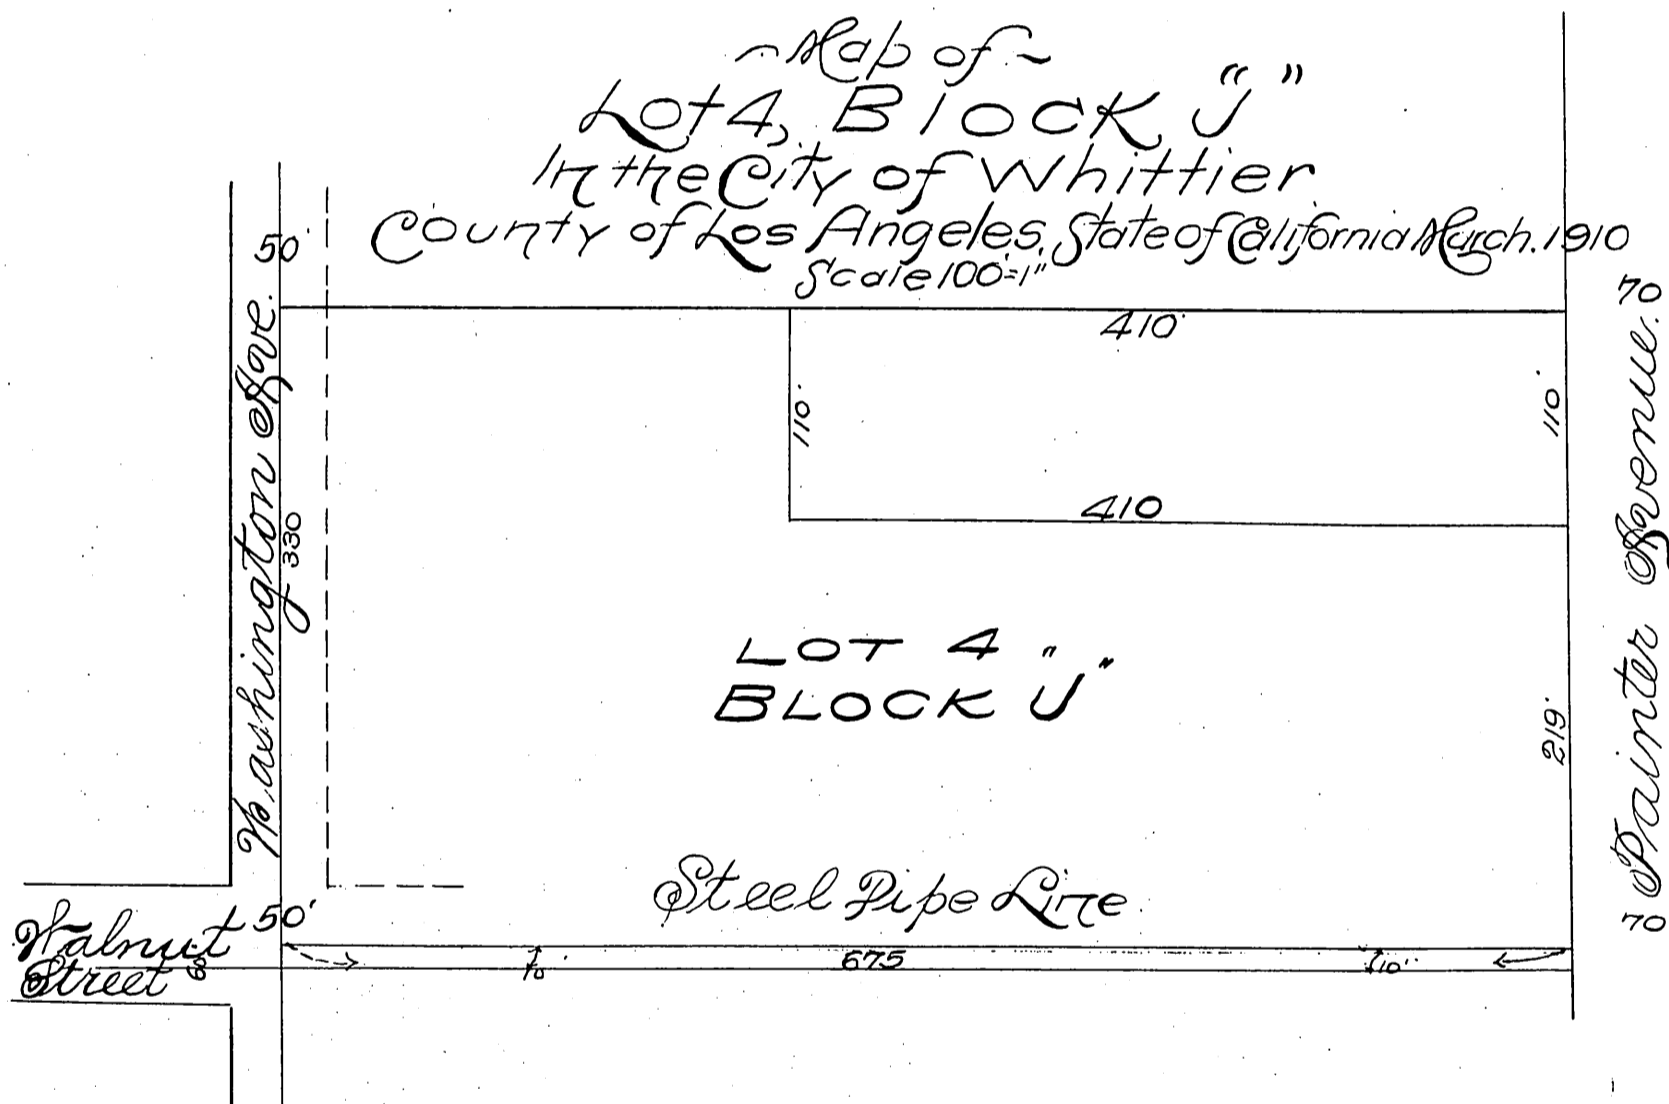 ~Map of~
Lot 4, Block "J"
In the City of Whittier
County of Los Angeles, State of California March. 1910
Scale 100'=1"
50'
70
410'
Washington Ave.
110'
110'
Painter Avenue.
410
330
LOT 4
BLOCK "J"
219'
Steel Pipe Line
50'
70
Walnut
Street
60
675
10'
10'